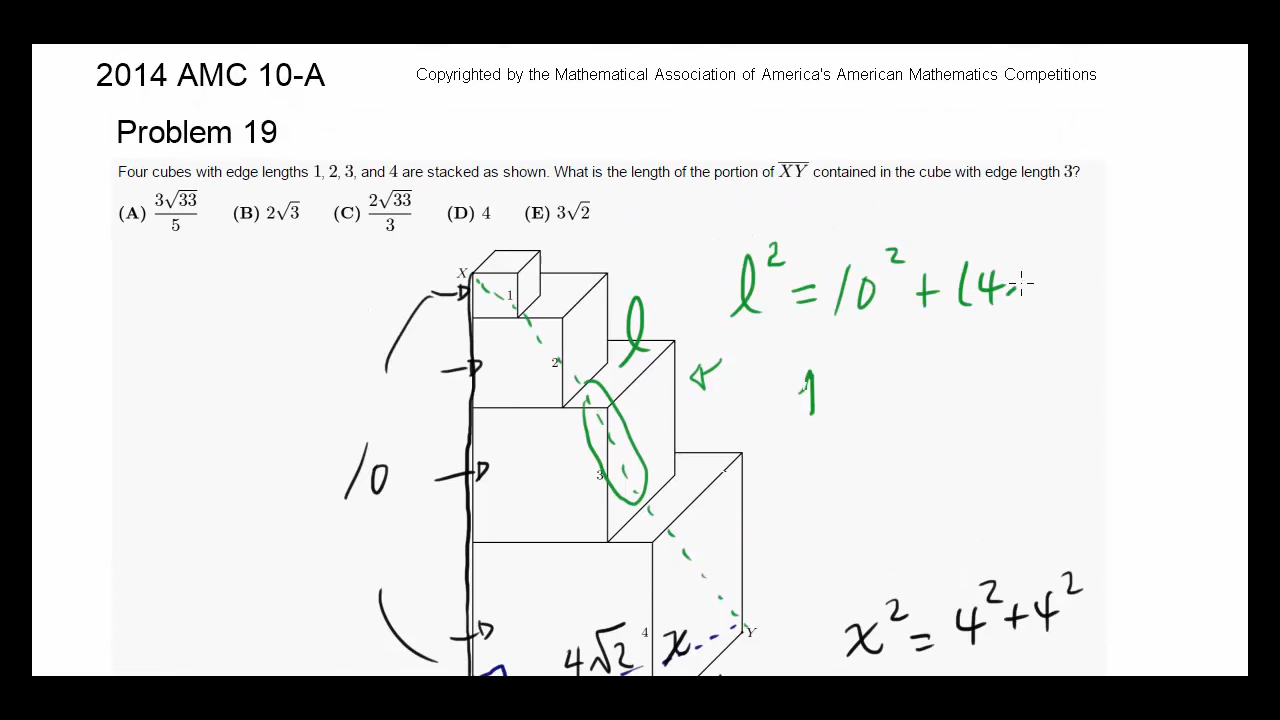 2014 AMC 10-A
Copyrighted by the Mathematical Association of America's American Mathematics Competitions
Problem 19
Four cubes with edge lengths 1, 2, 3, and 4 are stacked as shown. What is the length of the portion of XY contained in the cube with edge length 3?
(A) 3√33/5 (B) 2√3 (C) 2√33/3 (D) 4 (E) 3√2
X
1
l
l² = 10² + (4
2
1
10
3
4√2
4
x
Y
x² = 4² + 4²